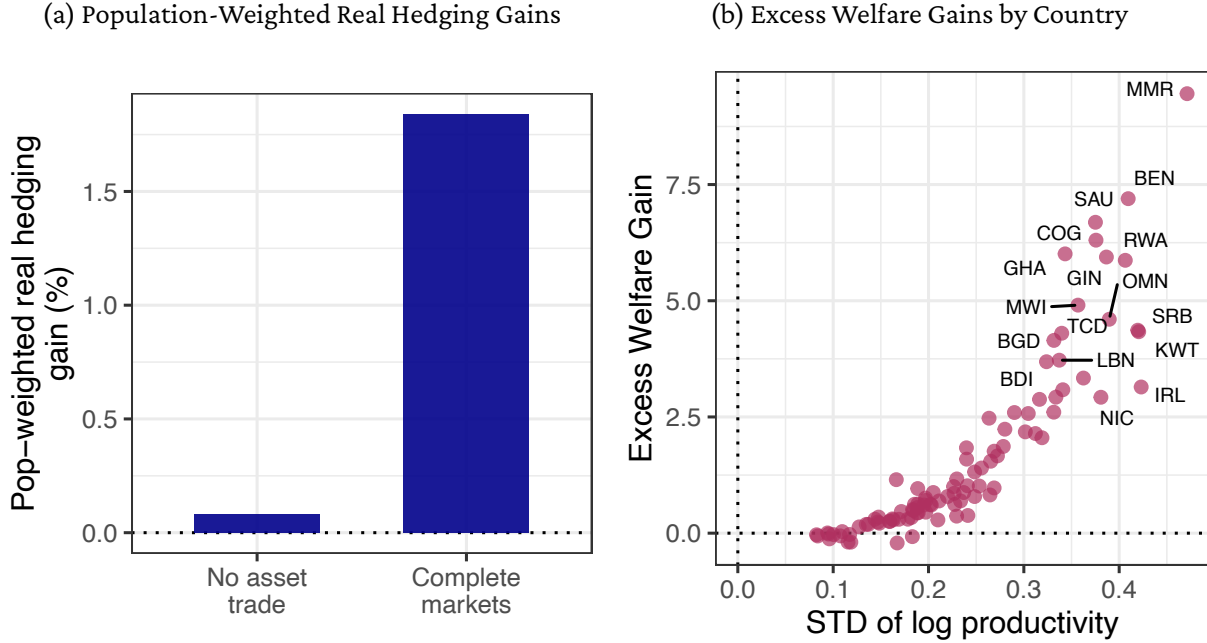 (a) Population-Weighted Real Hedging Gains
Pop−weighted real hedging
gain (%)
1.5
1.0
0.5
0.0
No asset
trade
Complete
markets
(b) Excess Welfare Gains by Country
Excess Welfare Gain
7.5
5.0
2.5
0.0
MMR
BEN
SAU
COG
RWA
GHA
GIN
OMN
MWI
TCD
SRB
BGD
LBN
KWT
BDI
IRL
NIC
0.0
0.1
0.2
0.3
0.4
STD of log productivity